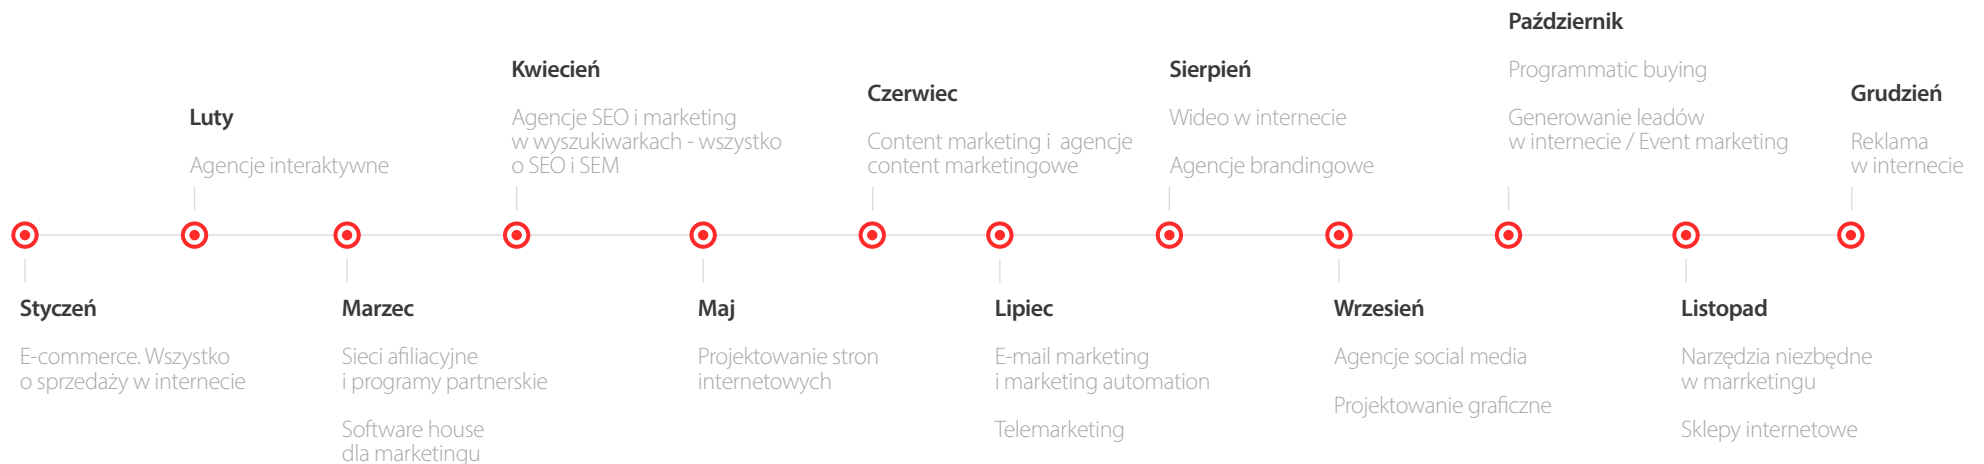 Styczeń
E-commerce. Wszystko
o sprzedaży w internecie
Luty
Agencje interaktywne
Marzec
Sieci afiliacyjne
i programy partnerskie
Software house
dla marketingu
Kwiecień
Agencje SEO i marketing
w wyszukiwarkach - wszystko
o SEO i SEM
Maj
Projektowanie stron
internetowych
Czerwiec
Content marketing i agencje
content marketingowe
Lipiec
E-mail marketing
i marketing automation
Telemarketing
Sierpień
Wideo w internecie
Agencje brandingowe
Wrzesień
Agencje social media
Projektowanie graficzne
Październik
Programmatic buying
Generowanie leadów
w internecie / Event marketing
Listopad
Narzędzia niezbędne
w marrketingu
Sklepy internetowe
Grudzień
Reklama
w internecie